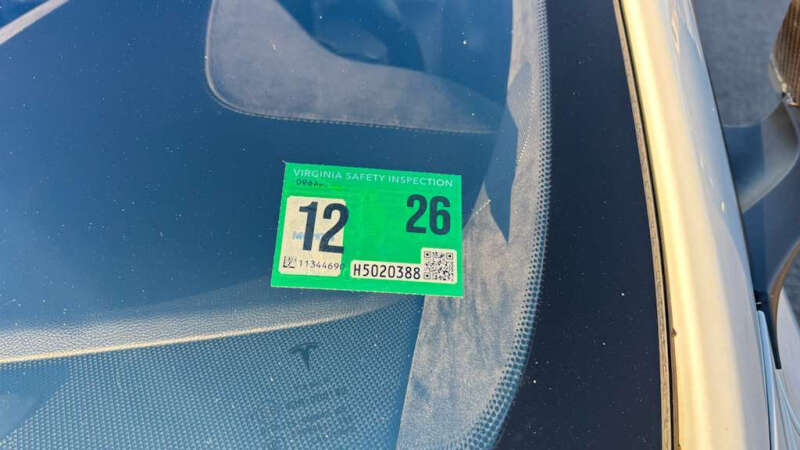 VIRGINIA SAFETY INSPECTION
12 26
11344690
H5020388